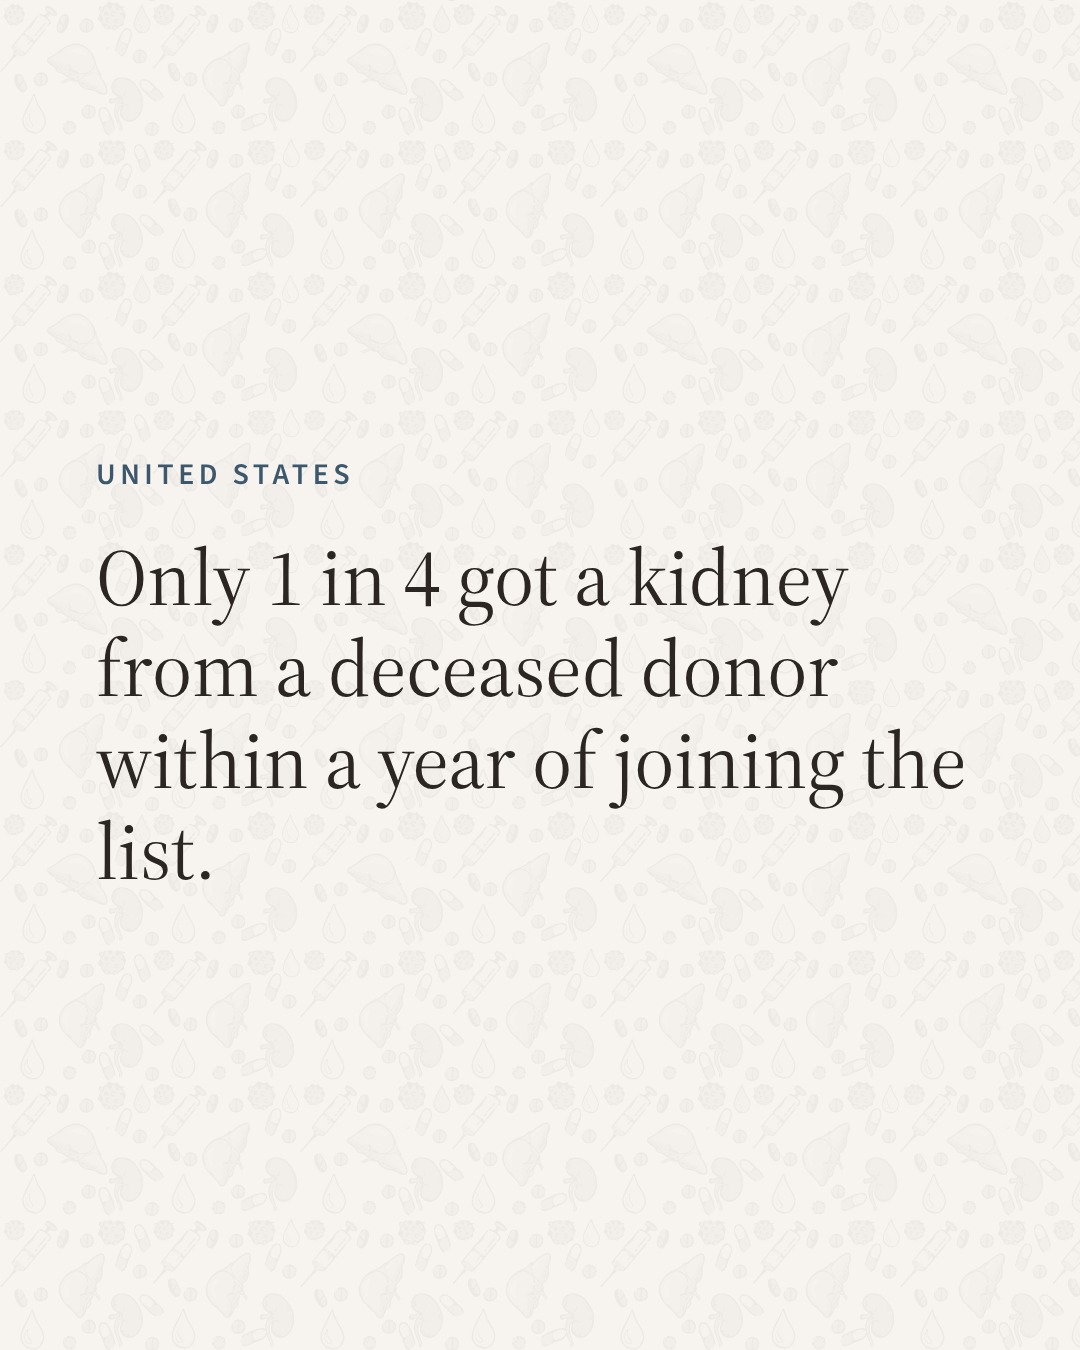 UNITED STATES
Only 1 in 4 got a kidney
from a deceased donor
within a year of joining the
list.